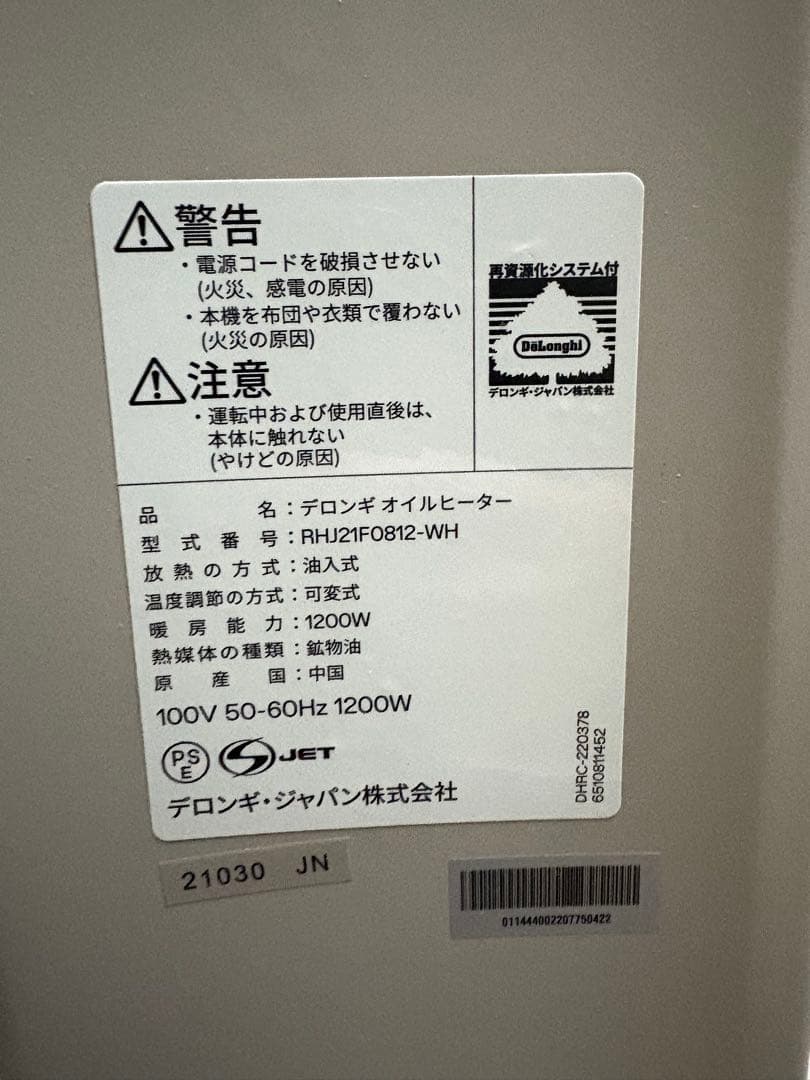 警告
・電源コードを破損させない
(火災、感電の原因)
・本機を布団や衣類で覆わない
(火災の原因)
注意
・運転中および使用直後は、
本体に触れない
(やけどの原因)
再資源化システム付
DeLonghi
デロンギ・ジャパン株式会社
品名：デロンギ オイルヒーター
型式番号：RHJ21F0812-WH
放熱の方式：油入式
温度調節の方式：可変式
暖房能力：1200W
熱媒体の種類：鉱物油
原産国：中国
100V 50-60Hz 1200W
PS
E
JET
デロンギ・ジャパン株式会社
DHRC-220378
6510811452
21030 JN
011444002207750422